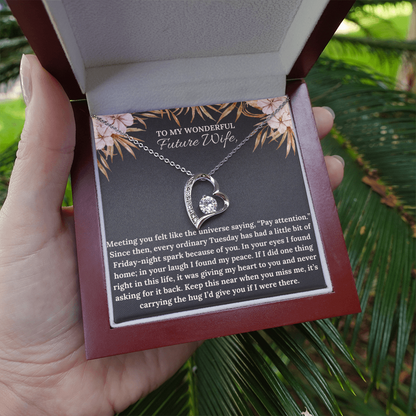 TO MY WONDERFUL
Future Wife,
Meeting you felt like the universe saying, “Pay attention.”
Since then, every ordinary Tuesday has had a little bit of
Friday-night spark because of you. In your eyes I found
home; in your laugh I found my peace. If I did one thing
right in this life, it was giving my heart to you and never
asking for it back. Keep this near when you miss me, it's
carrying the hug I'd give you if I were there.